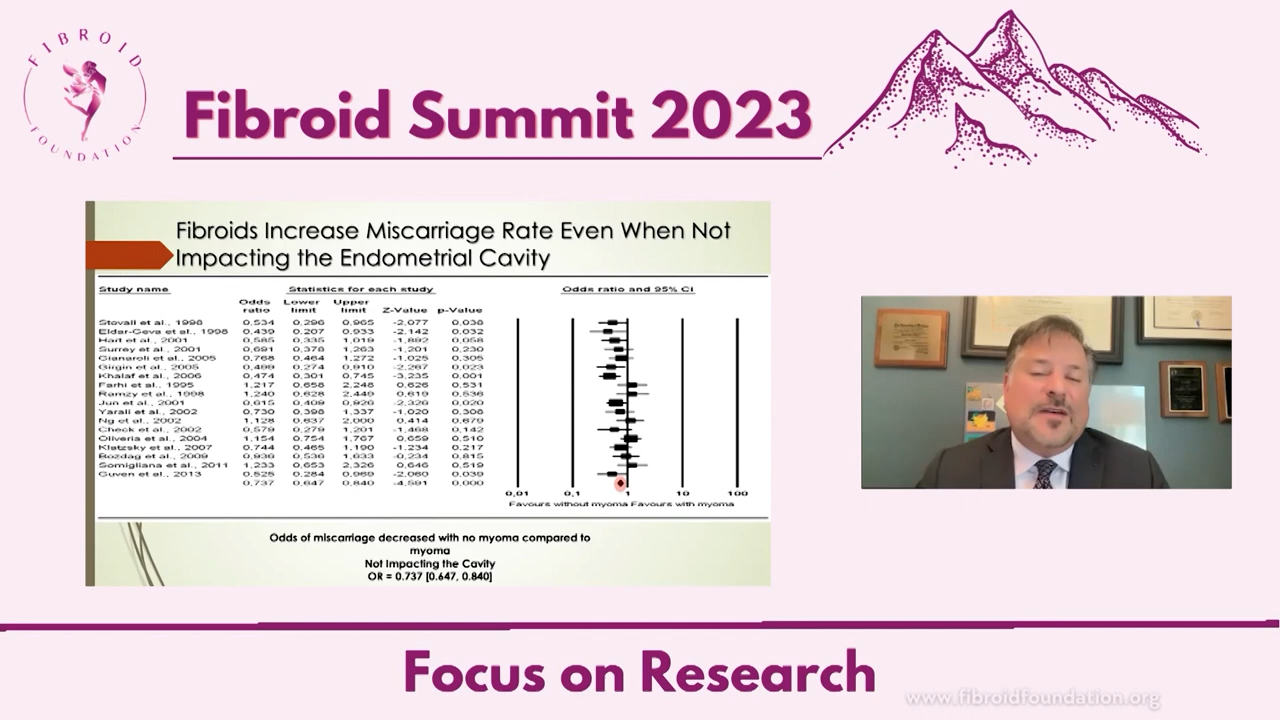 FIBROID
FOUNDATION
Fibroid Summit 2023
Fibroids Increase Miscarriage Rate Even When Not
Impacting the Endometrial Cavity
Study name Statistics for each study Odds ratio and 95% CI
Odds Lower Upper
ratio limit limit Z-Value p-Value
Stovall et al., 1998 0,534 0,296 0,965 -2,077 0,038
Eldar-Geva et al., 1998 0,439 0,207 0,933 -2,142 0,032
Hart et al., 2001 0,585 0,335 1,019 -1,892 0,058
Surrey et al., 2001 0,691 0,378 1,263 -1,201 0,230
Gianaroli et al., 2005 0,768 0,464 1,272 -1,025 0,305
Girgin et al., 2005 0,499 0,274 0,910 -2,267 0,023
Khalaf et al., 2006 0,474 0,301 0,745 -3,235 0,001
Farhi et al., 1995 1,217 0,658 2,248 0,626 0,531
Ramzy et al., 1998 1,240 0,628 2,449 0,619 0,536
Jun et al., 2001 0,615 0,409 0,926 -2,326 0,020
Yarali et al., 2002 0,730 0,398 1,337 -1,020 0,308
Ng et al., 2002 1,128 0,637 2,000 0,414 0,679
Check et al., 2002 0,579 0,279 1,201 -1,468 0,142
Oliveria et al., 2004 1,154 0,754 1,767 0,659 0,510
Klatzsky et al., 2007 0,744 0,465 1,190 -1,234 0,217
Bozdag et al., 2009 0,936 0,536 1,633 -0,234 0,815
Somigliana et al., 2011 1,233 0,653 2,326 0,646 0,519
Guven et al., 2013 0,525 0,284 0,969 -2,060 0,039
0,737 0,647 0,840 -4,591 0,000
0,01 0,1 1 10 100
Favours without myoma Favours with myoma
Odds of miscarriage decreased with no myoma compared to
myoma
Not Impacting the Cavity
OR = 0.737 [0.647, 0.840]
Focus on Research
www.fibroidfoundation.org